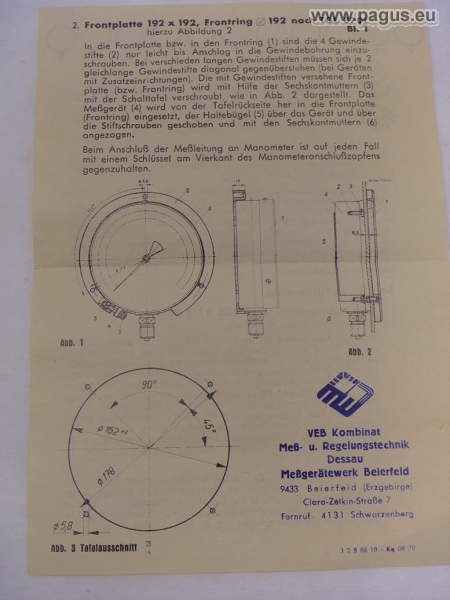 www.pagus.eu
2. Frontplatte 192 x 192, Frontring ∅ 192 nach
hierzu Abbildung 2
Bl. 1
In die Frontplatte bzw. in den Frontring (1) sind die 4 Gewinde-
stifte (2) nur leicht bis Anschlag in die Gewindebohrung einzu-
schrauben. Bei verschieden langen Gewindestiften müssen sich je 2
gleichlange Gewindestifte diagonal gegenüberstehen (bei Geräten
mit Zusatzeinrichtungen). Die mit Gewindestiften versehene Front-
platte (bzw. Frontring) wird mit Hilfe der Sechskantmuttern (3)
mit der Schalttafel verschraubt, wie in Abb. 2 dargestellt. Das
Meßgerät (4) wird von der Tafelrückseite her in die Frontplatte
(Frontring) eingesetzt, der Haltebügel (5) über das Gerät und über
die Stiftschrauben geschoben und mit den Sechskantmuttern (6)
angezogen.
Beim Anschluß der Meßleitung an Manometer ist auf jeden Fall
mit einem Schlüssel am Vierkant des Manometeranschlußzapfens
gegenzuhalten.
Abb. 1
Abb. 2
90°
45°
ϕ 162 +2
ϕ 178
ϕ5,8
Abb. 3 Tafelausschnitt
VEB Kombinat
Meß- u. Regelungstechnik
Dessau
Meßgerätewerk Beierfeld
9433 Beierfeld (Erzgebirge)
Clara-Zetkin-Straße 7
Fernruf: 4131 Schwarzenberg